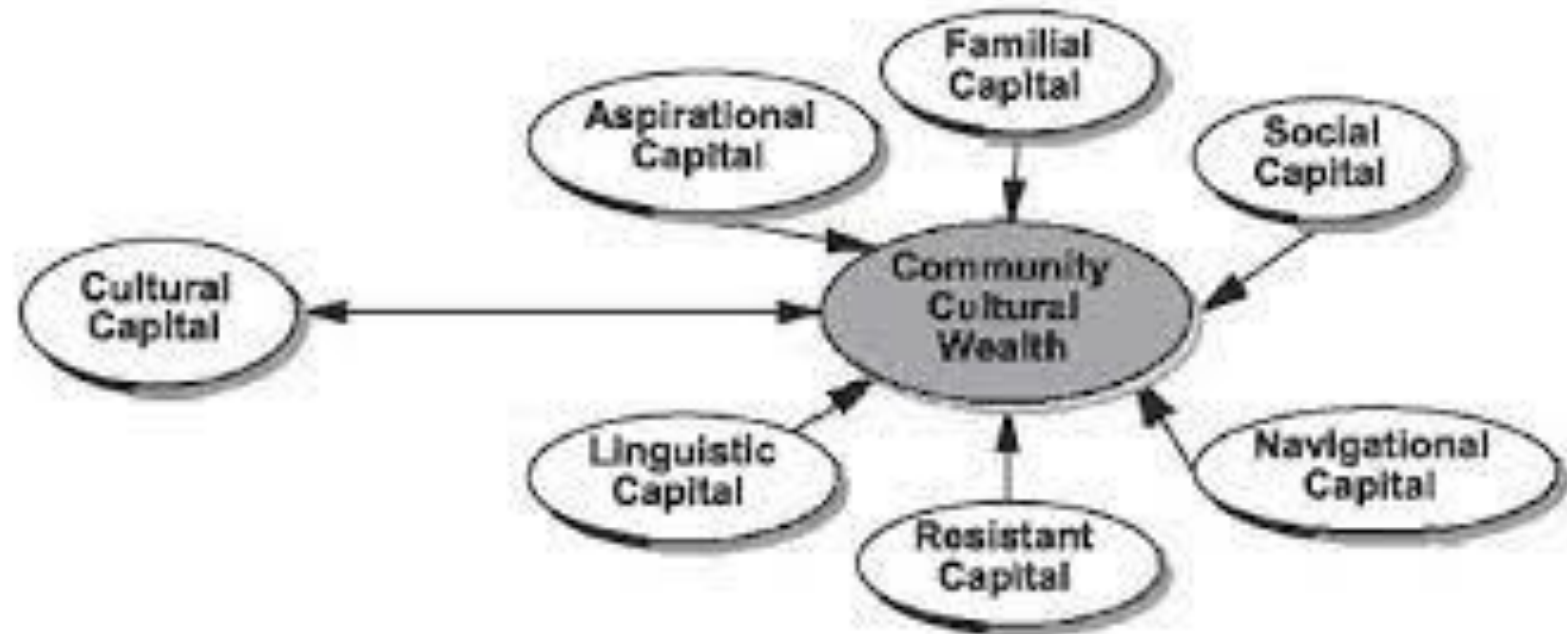 Familial
Capital
Aspirational
Capital
Social
Capital
Cultural
Capital
Community
Cultural
Wealth
Linguistic
Capital
Navigational
Capital
Resistant
Capital